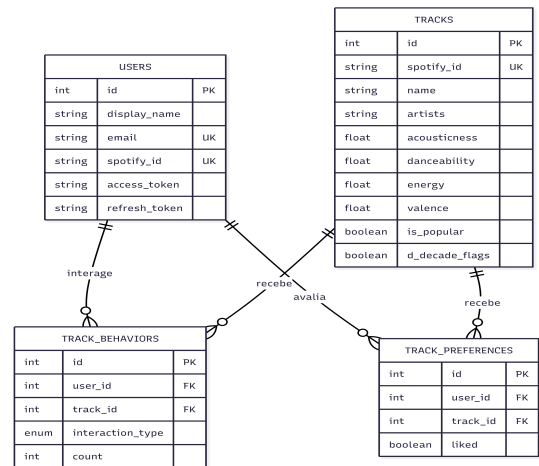 TRACKS
int id PK
string spotify_id UK
string name
string artists
float acousticness
float danceability
float energy
float valence
boolean is_popular
boolean d_decade_flags
USERS
int id PK
string display_name
string email UK
string spotify_id UK
string access_token
string refresh_token
interage
recebe
avalia
recebe
TRACK_BEHAVIORS
int id PK
int user_id FK
int track_id FK
enum interaction_type
int count
TRACK_PREFERENCES
int id PK
int user_id FK
int track_id FK
boolean liked